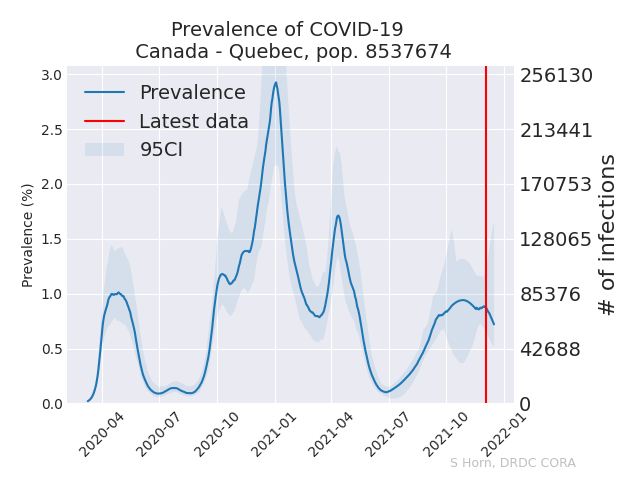 Prevalence of COVID-19
Canada - Quebec, pop. 8537674
Prevalence
Latest data
95CI
3.0
2.5
2.0
1.5
1.0
0.5
0.0
Prevalence (%)
256130
213441
170753
128065
85376
42688
0
# of infections
2020-04
2020-07
2020-10
2021-01
2021-04
2021-07
2021-10
2022-01
S Horn, DRDC CORA